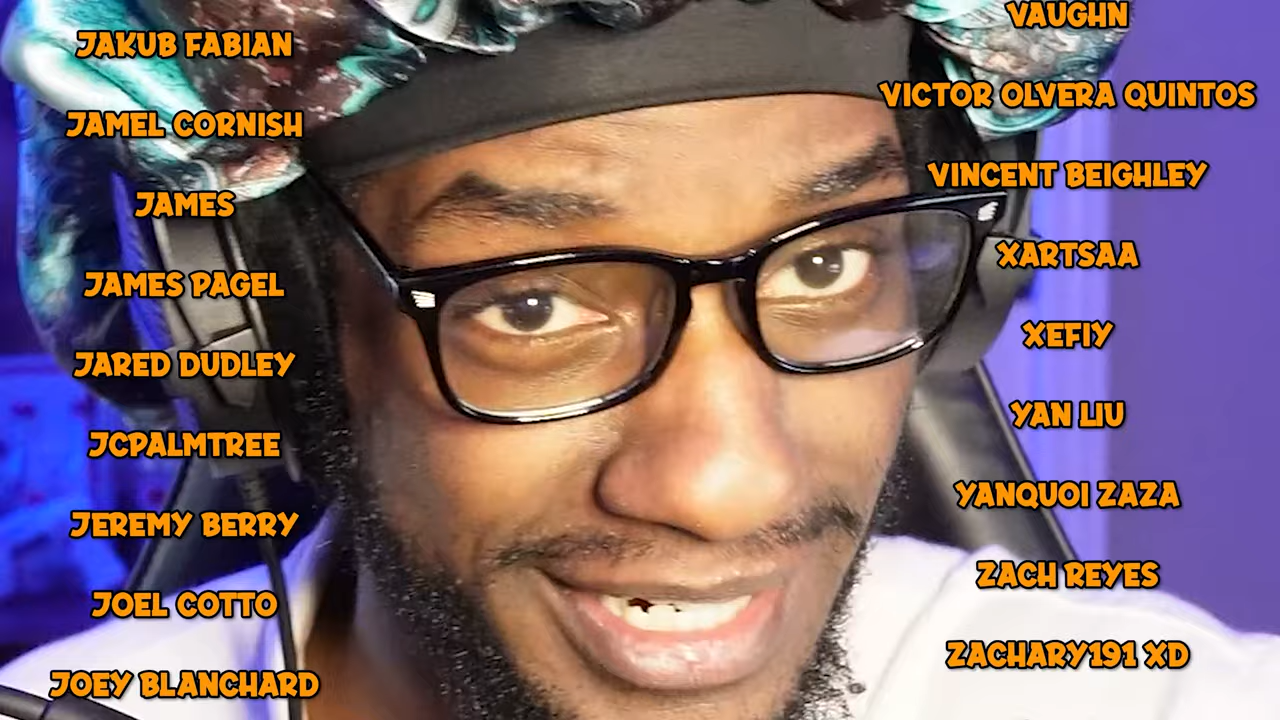 JAKUB FABIAN
JAMEL CORNISH
JAMES
JAMES PAGEL
JARED DUDLEY
JCPALMTREE
JEREMY BERRY
JOEL COTTO
JOEY BLANCHARD
VAUGHN
VICTOR OLVERA QUINTOS
VINCENT BEIGHLEY
XARTSAA
XEFIY
YAN LIU
YANQUOI ZAZA
ZACH REYES
ZACHARY191 XD